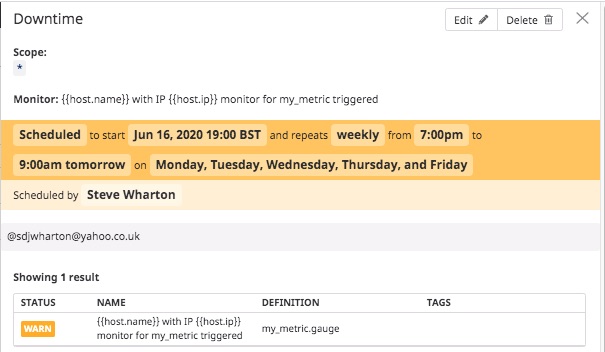 Downtime
Edit
Delete
Scope:
*
Monitor: {{host.name}} with IP {{host.ip}} monitor for my_metric triggered
Scheduled to start Jun 16, 2020 19:00 BST and repeats weekly from 7:00pm to
9:00am tomorrow on Monday, Tuesday, Wednesday, Thursday, and Friday
Scheduled by Steve Wharton
@sdjwharton@yahoo.co.uk
Showing 1 result
STATUS NAME DEFINITION TAGS
WARN {{host.name}} with IP {{host.ip}}
monitor for my_metric triggered
my_metric.gauge